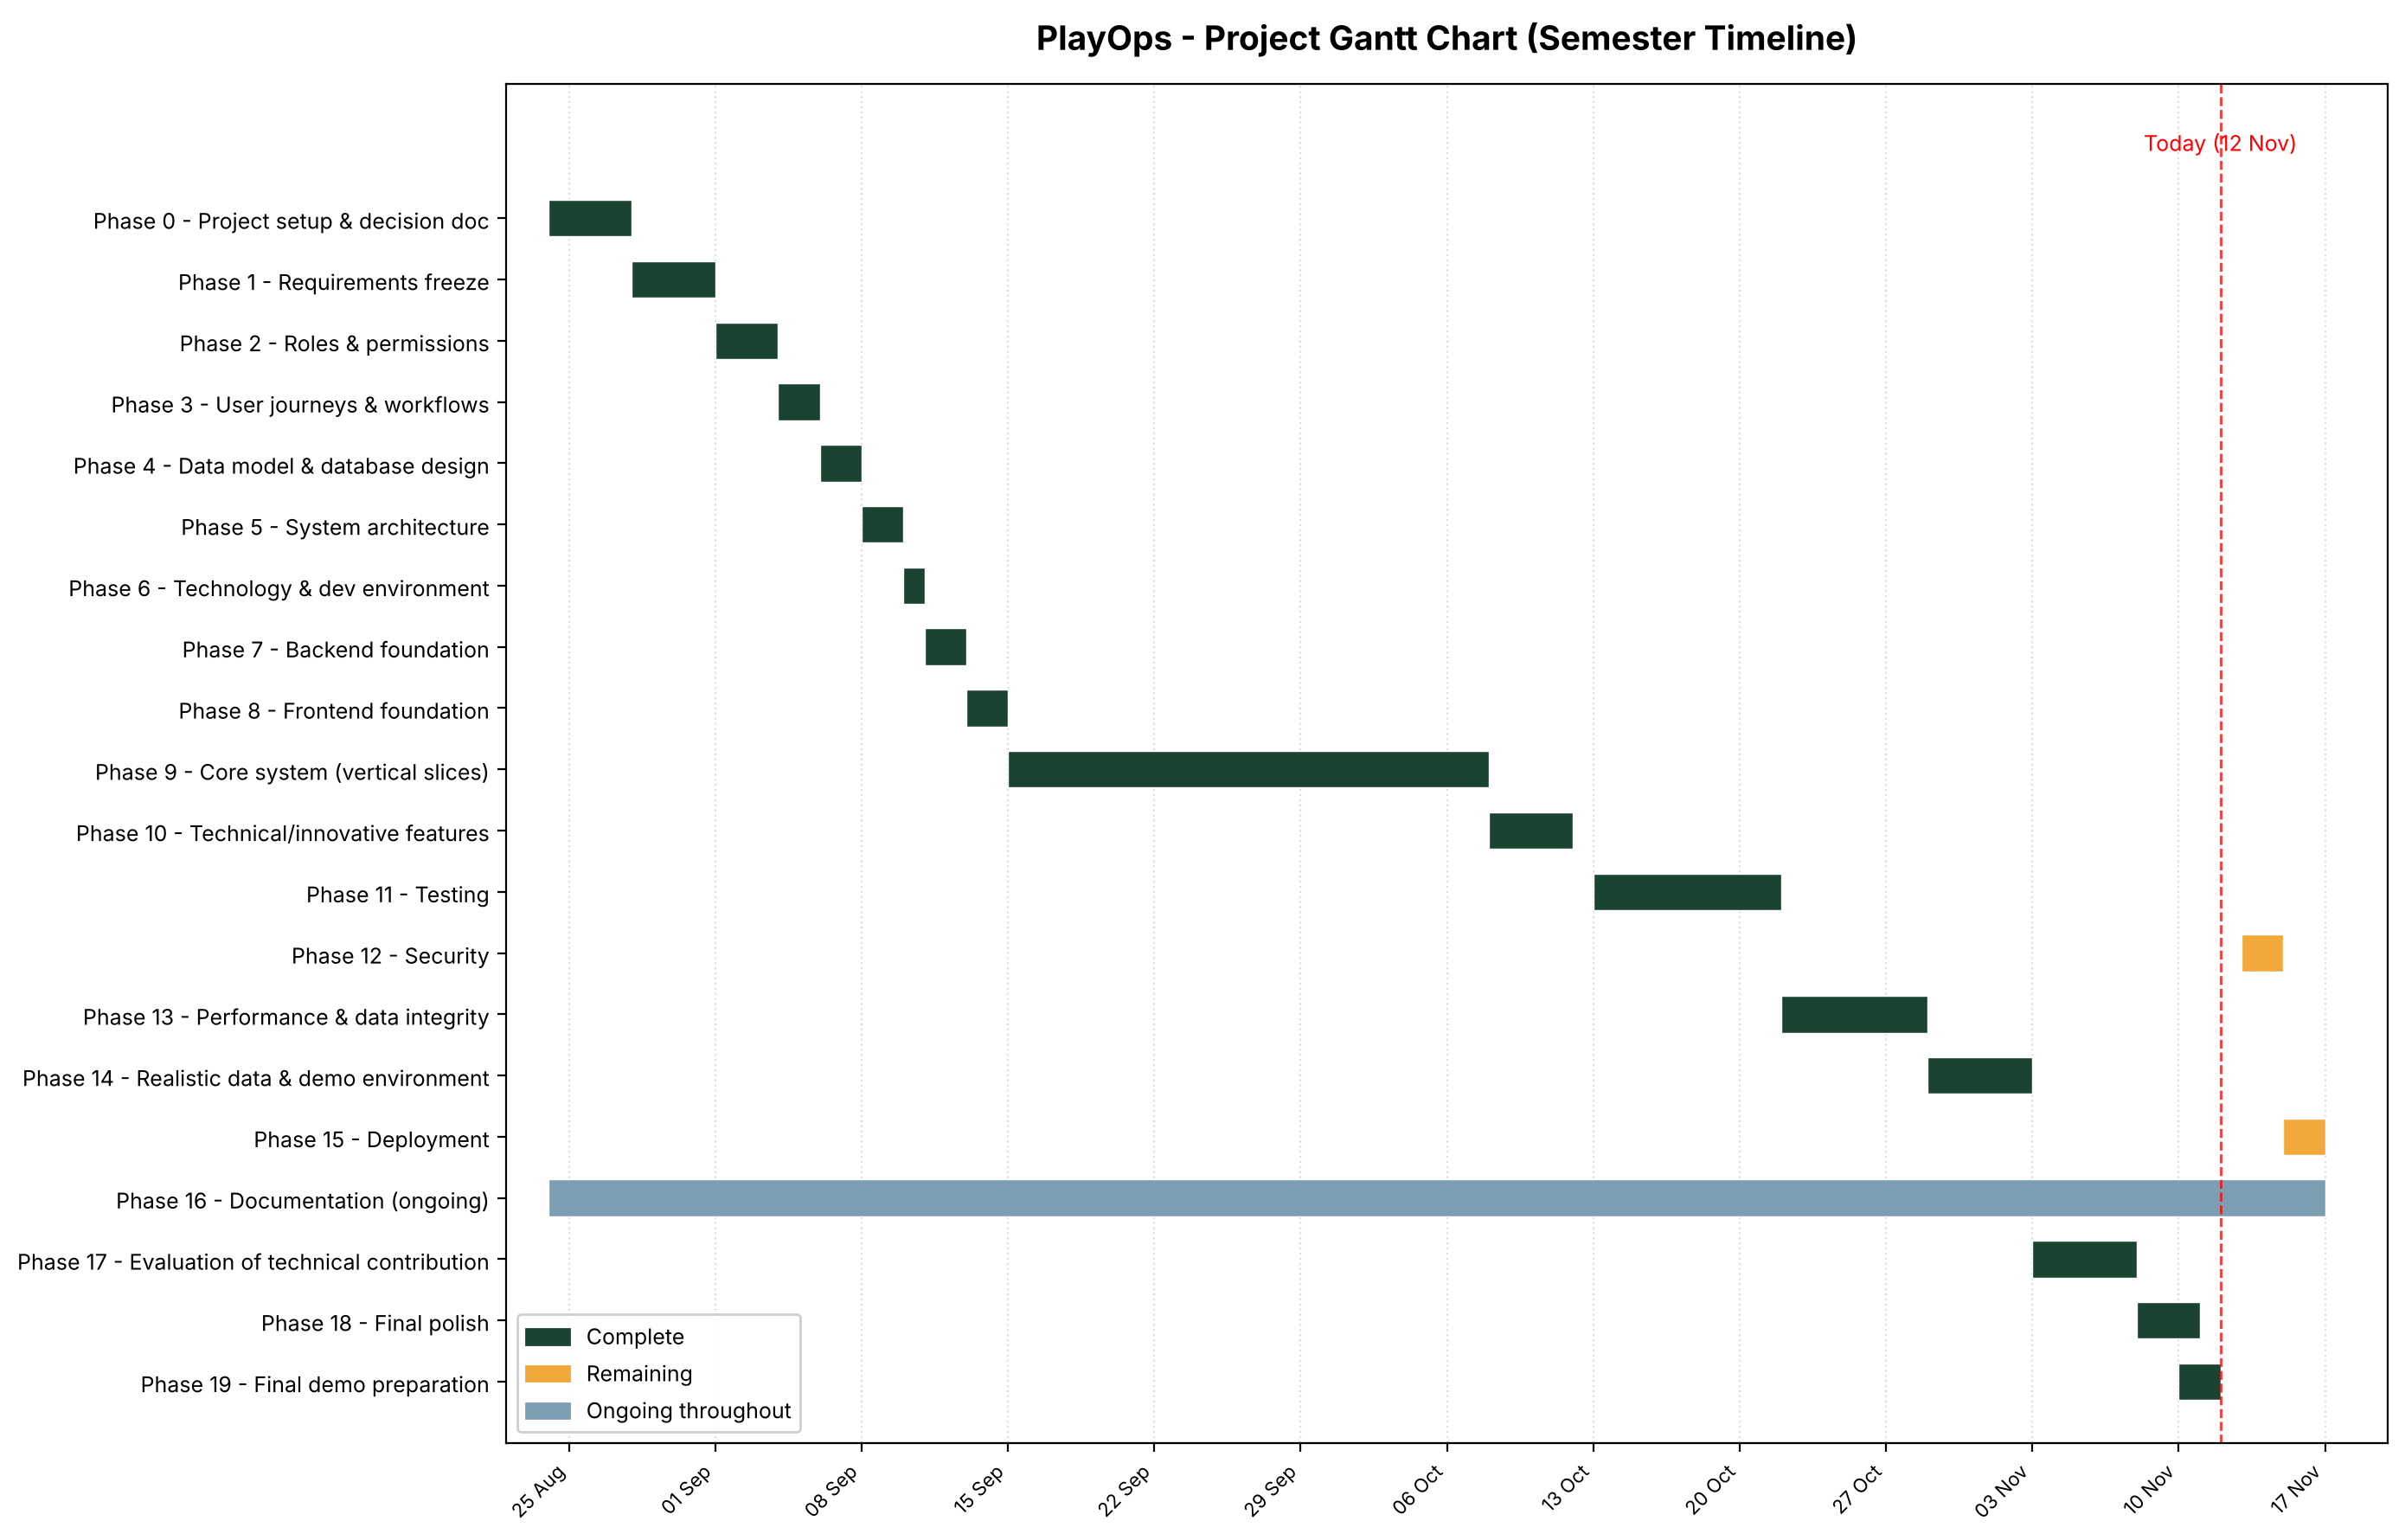 PlayOps - Project Gantt Chart (Semester Timeline)
Today (12 Nov)
Phase 0 - Project setup & decision doc
Phase 1 - Requirements freeze
Phase 2 - Roles & permissions
Phase 3 - User journeys & workflows
Phase 4 - Data model & database design
Phase 5 - System architecture
Phase 6 - Technology & dev environment
Phase 7 - Backend foundation
Phase 8 - Frontend foundation
Phase 9 - Core system (vertical slices)
Phase 10 - Technical/innovative features
Phase 11 - Testing
Phase 12 - Security
Phase 13 - Performance & data integrity
Phase 14 - Realistic data & demo environment
Phase 15 - Deployment
Phase 16 - Documentation (ongoing)
Phase 17 - Evaluation of technical contribution
Phase 18 - Final polish
Phase 19 - Final demo preparation
Complete
Remaining
Ongoing throughout
25 Aug
01 Sep
08 Sep
15 Sep
22 Sep
29 Sep
06 Oct
13 Oct
20 Oct
27 Oct
03 Nov
10 Nov
17 Nov